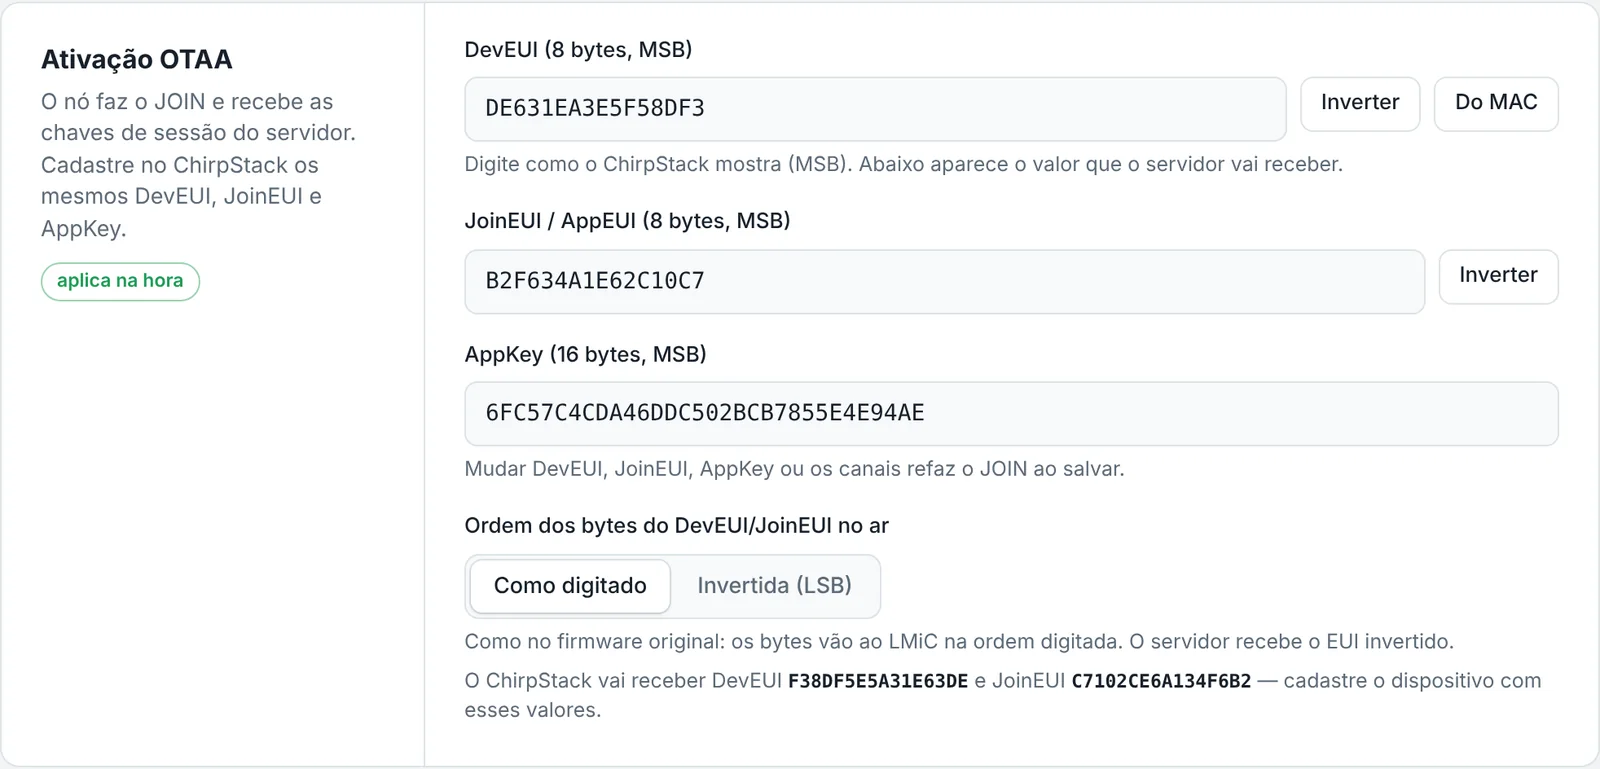 Ativação OTAA
O nó faz o JOIN e recebe as
chaves de sessão do servidor.
Cadastre no ChirpStack os
mesmos DevEUI, JoinEUI e
AppKey.
aplica na hora
DevEUI (8 bytes, MSB)
DE631EA3E5F58DF3
Inverter
Do MAC
Digite como o ChirpStack mostra (MSB). Abaixo aparece o valor que o servidor vai receber.
JoinEUI / AppEUI (8 bytes, MSB)
B2F634A1E62C10C7
Inverter
AppKey (16 bytes, MSB)
6FC57C4CDA46DDC502BCB7855E4E94AE
Mudar DevEUI, JoinEUI, AppKey ou os canais refaz o JOIN ao salvar.
Ordem dos bytes do DevEUI/JoinEUI no ar
Como digitado
Invertida (LSB)
Como no firmware original: os bytes vão ao LMiC na ordem digitada. O servidor recebe o EUI invertido.
O ChirpStack vai receber DevEUI F38DF5E5A31E63DE e JoinEUI C7102CE6A134F6B2 — cadastre o dispositivo com
esses valores.